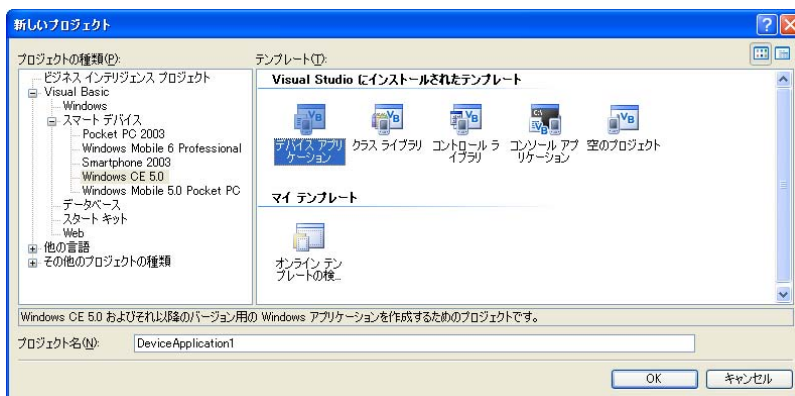 新しいプロジェクト
プロジェクトの種類(P):
ビジネス インテリジェンス プロジェクト
Visual Basic
Windows
スマート デバイス
Pocket PC 2003
Windows Mobile 6 Professional
Smartphone 2003
Windows CE 5.0
Windows Mobile 5.0 Pocket PC
データベース
スタート キット
Web
他の言語
その他のプロジェクトの種類
テンプレート(T):
Visual Studio にインストールされたテンプレート
デバイス アプリ
ケーション
クラス ライブラリ
コントロール ラ
イブラリ
コンソール アプ
リケーション
空のプロジェクト
マイ テンプレート
オンライン テン
プレートの検...
Windows CE 5.0 およびそれ以降のバージョン用の Windows アプリケーションを作成するためのプロジェクトです。
プロジェクト名(N):
DeviceApplication1
OK
キャンセル